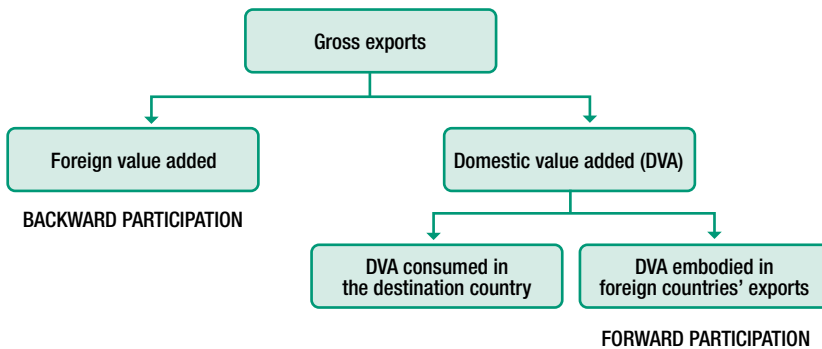 Gross exports
Foreign value added
Domestic value added (DVA)
BACKWARD PARTICIPATION
DVA consumed in
the destination country
DVA embodied in
foreign countries’ exports
FORWARD PARTICIPATION